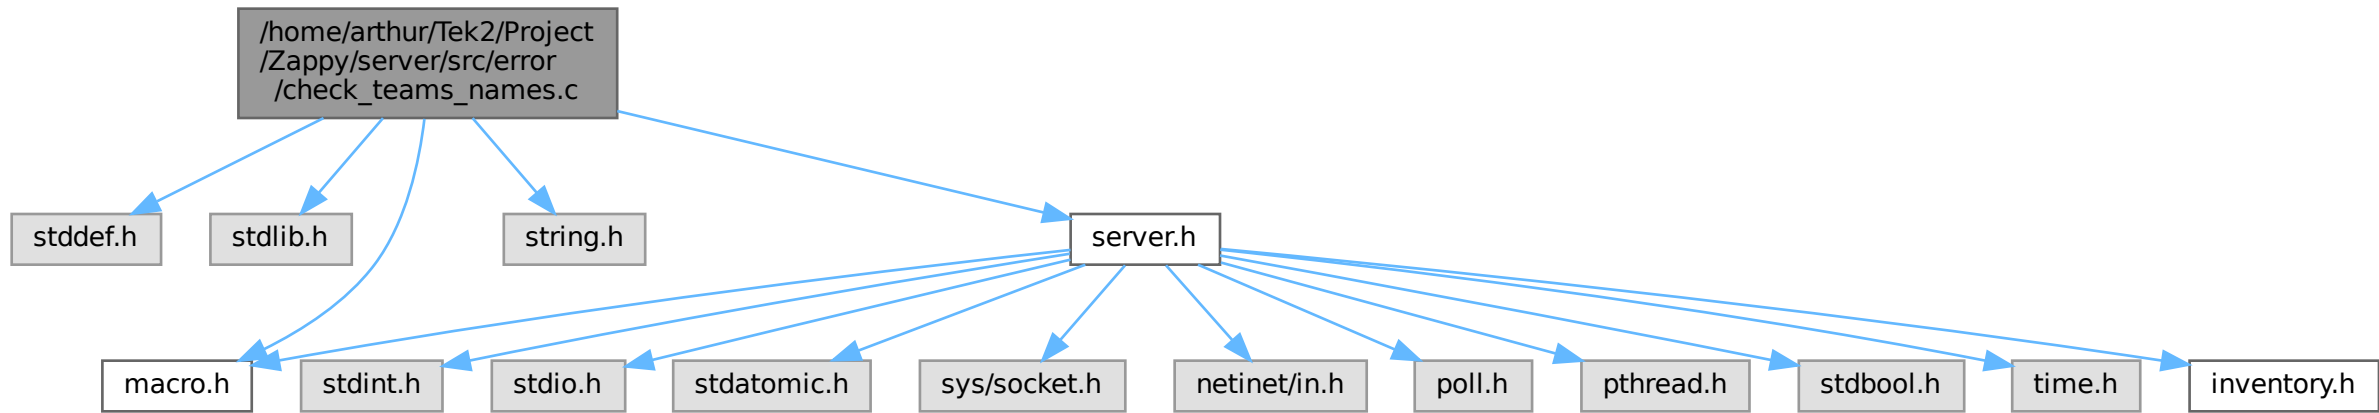 /home/arthur/Tek2/Project
/Zappy/server/src/error
/check_teams_names.c
stddef.h
stdlib.h
string.h
server.h
macro.h
stdint.h
stdio.h
stdatomic.h
sys/socket.h
netinet/in.h
poll.h
pthread.h
stdbool.h
time.h
inventory.h